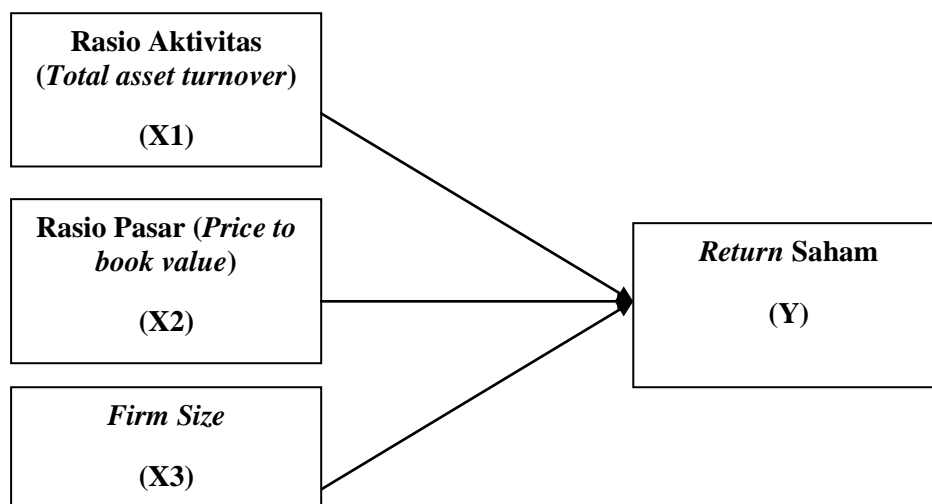 Rasio Aktivitas
(Total asset turnover)
(X1)
Rasio Pasar (Price to
book value)
(X2)
Firm Size
(X3)
Return Saham
(Y)